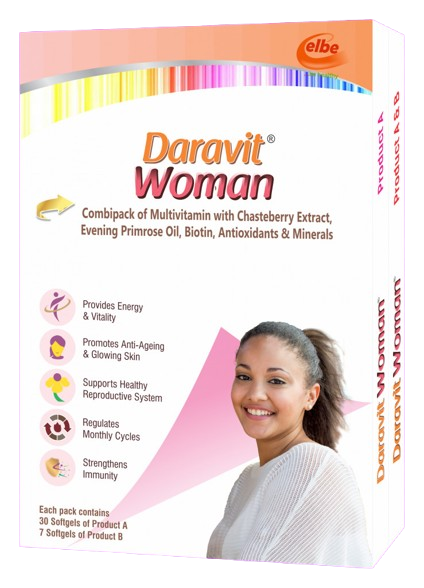 elbe
Daravit®
Woman
Combipack of Multivitamin with Chasteberry Extract,
Evening Primrose Oil, Biotin, Antioxidants & Minerals
Provides Energy
& Vitality
Promotes Anti-Ageing
& Glowing Skin
Supports Healthy
Reproductive System
Regulates
Monthly Cycles
Strengthens
Immunity
Each pack contains
30 Softgels of Product A
7 Softgels of Product B
Daravit Woman® Product A
Daravit Woman® Product A & B